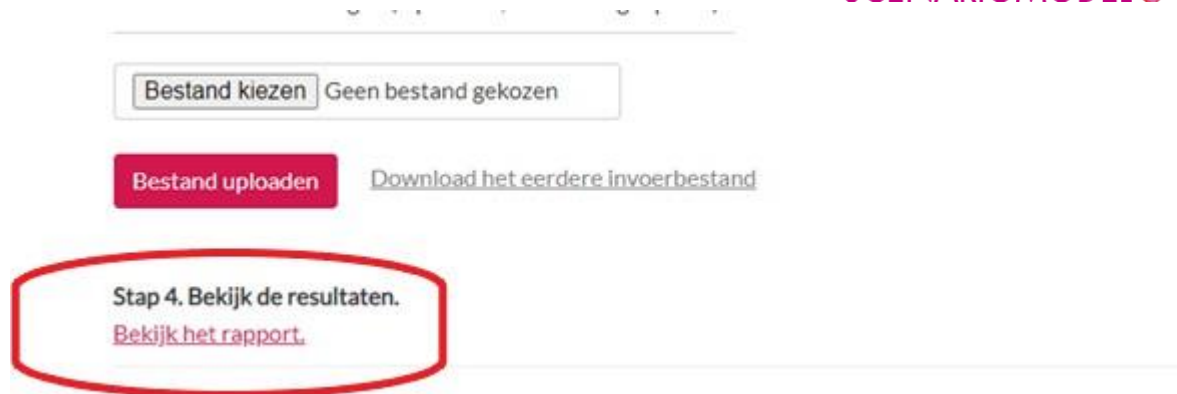 Bestand kiezen Geen bestand gekozen
Bestand uploaden Download het eerdere invoerbestand
Stap 4. Bekijk de resultaten.
Bekijk het rapport.